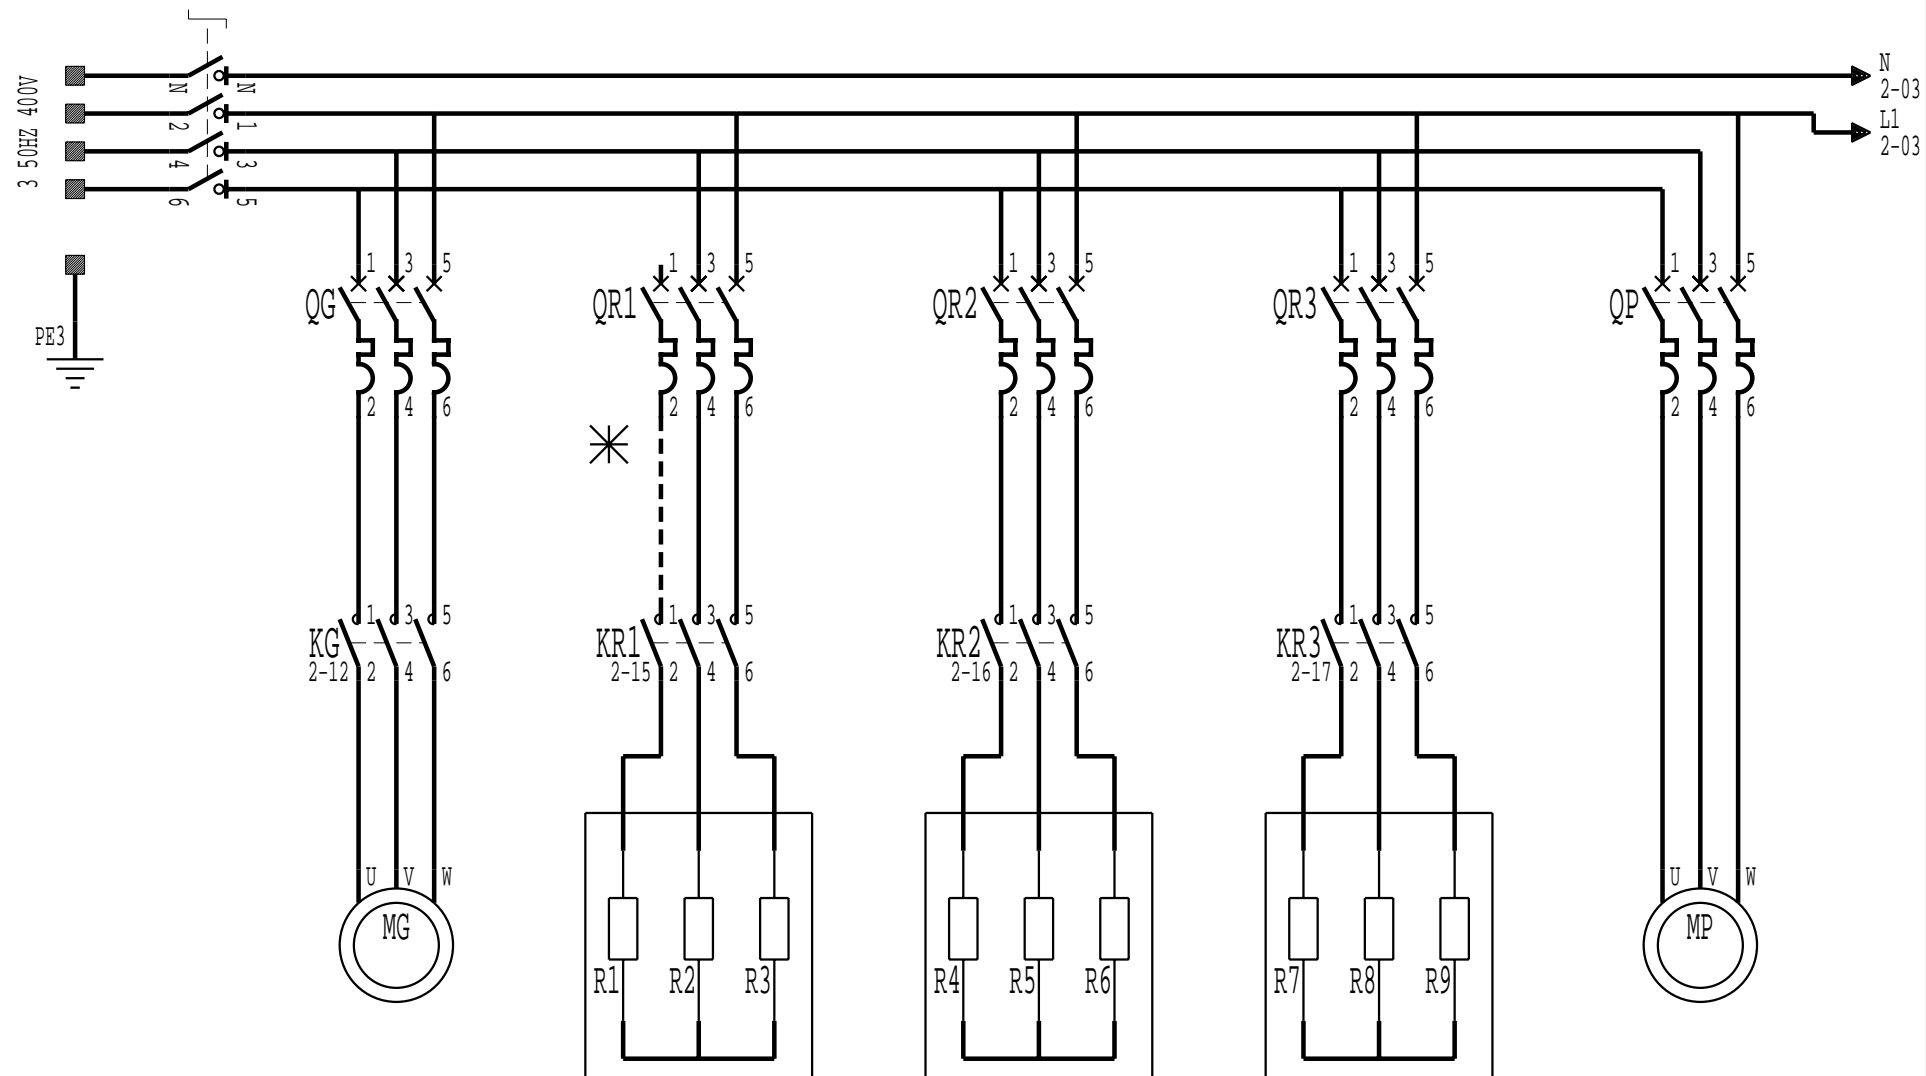 3 50HZ 400V
N N
2 1
4 3
6 5
N
2-03
L1
2-03
PE3
1 3 5
QG
2 4 6
1 3 5
QR1
2 4 6
1 3 5
QR2
2 4 6
1 3 5
QR3
2 4 6
1 3 5
QP
2 4 6
1 3 5
KG
2-12 2 4 6
1 3 5
KR1
2-15 2 4 6
1 3 5
KR2
2-16 2 4 6
1 3 5
KR3
2-17 2 4 6
U V W
MG
R1 R2 R3
R4 R5 R6
R7 R8 R9
U V W
MP